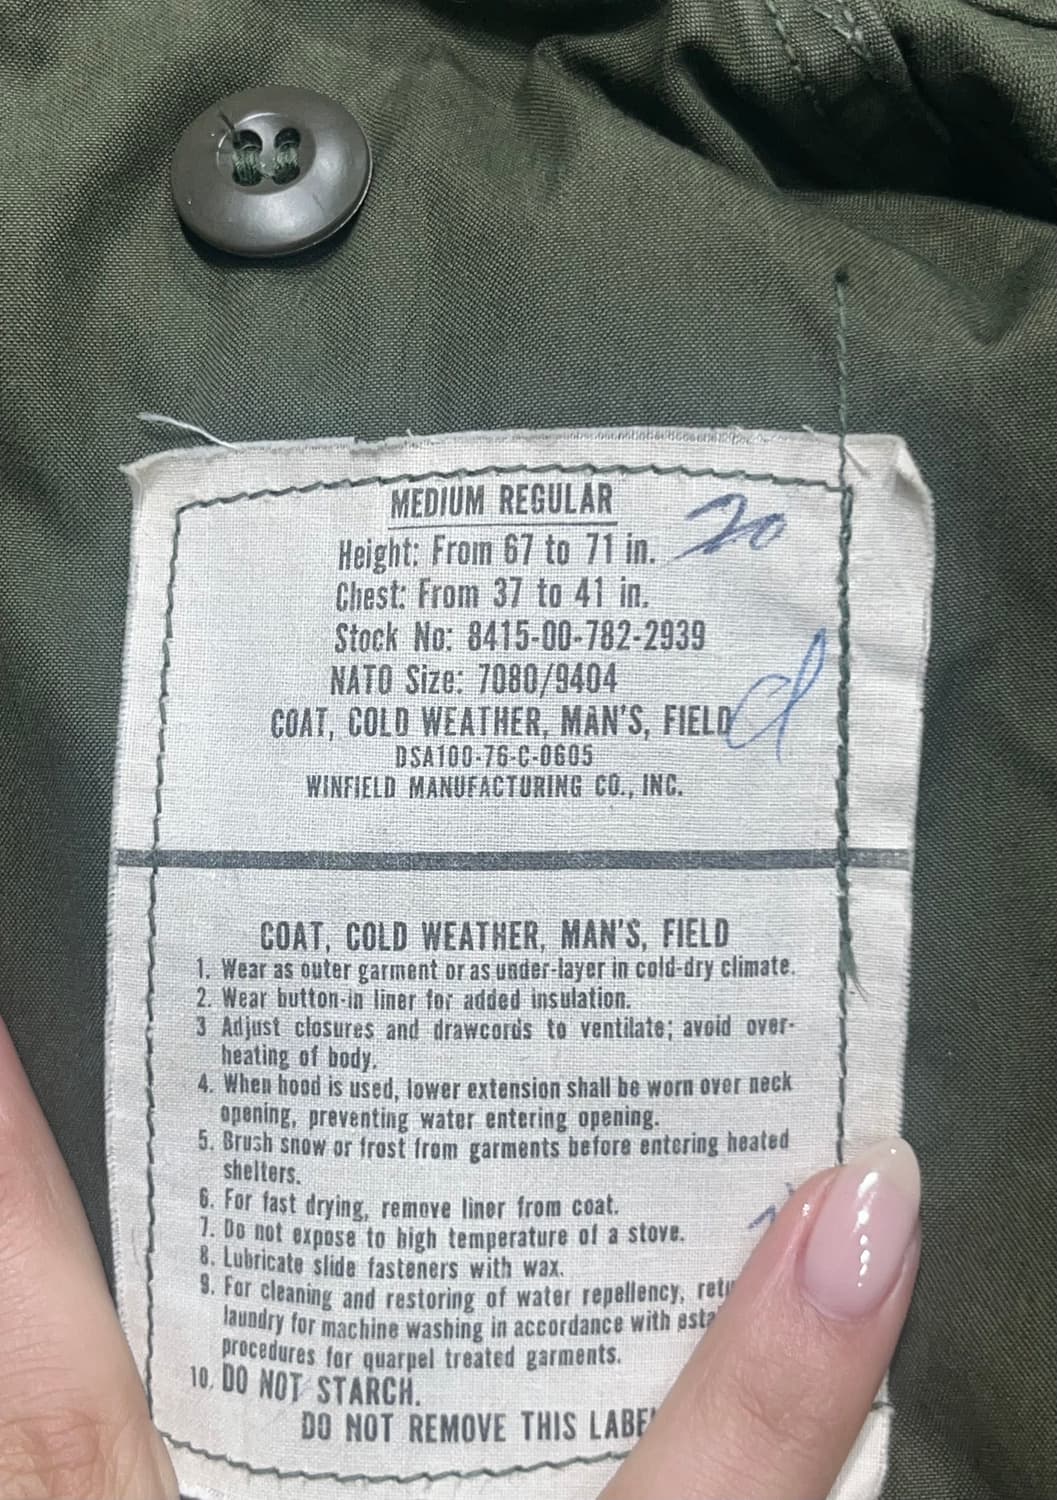 MEDIUM REGULAR
20
Height: From 67 to 71 in.
Chest: From 37 to 41 in.
Stock No: 8415-00-782-2939
NATO Size: 7080/9404
COAT, COLD WEATHER, MAN'S, FIELD
DSA100-76-C-0605
WINFIELD MANUFACTURING CO., INC.
COAT, COLD WEATHER, MAN'S, FIELD
1. Wear as outer garment or as under-layer in cold-dry climate.
2. Wear button-in liner for added insulation.
3 Adjust closures and drawcords to ventilate; avoid over-
heating of body.
4. When hood is used, lower extension shall be worn over neck
opening, preventing water entering opening.
5. Brush snow or frost from garments before entering heated
shelters.
6. For fast drying, remove liner from coat.
7. Do not expose to high temperature of a stove.
8. Lubricate slide fasteners with wax.
9. For cleaning and restoring of water repellency,
laundry for machine washing in accordance with
procedures for quarpel treated garments.
10. DO NOT STARCH.
DO NOT REMOVE THIS